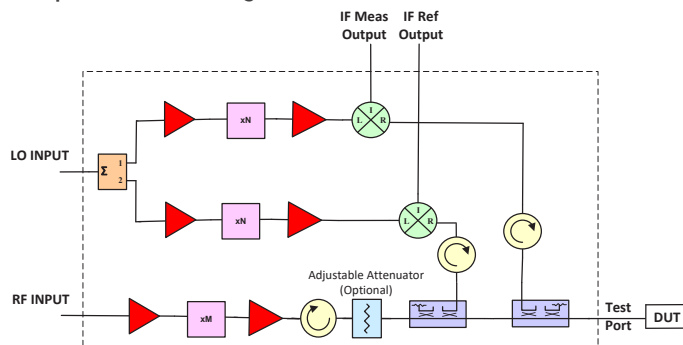 IF Meas
Output
IF Ref
Output
LO INPUT
Σ
1
2
xN
L
I
R
xN
L
I
R
Adjustable Attenuator
(Optional)
RF INPUT
xM
Test
Port
DUT